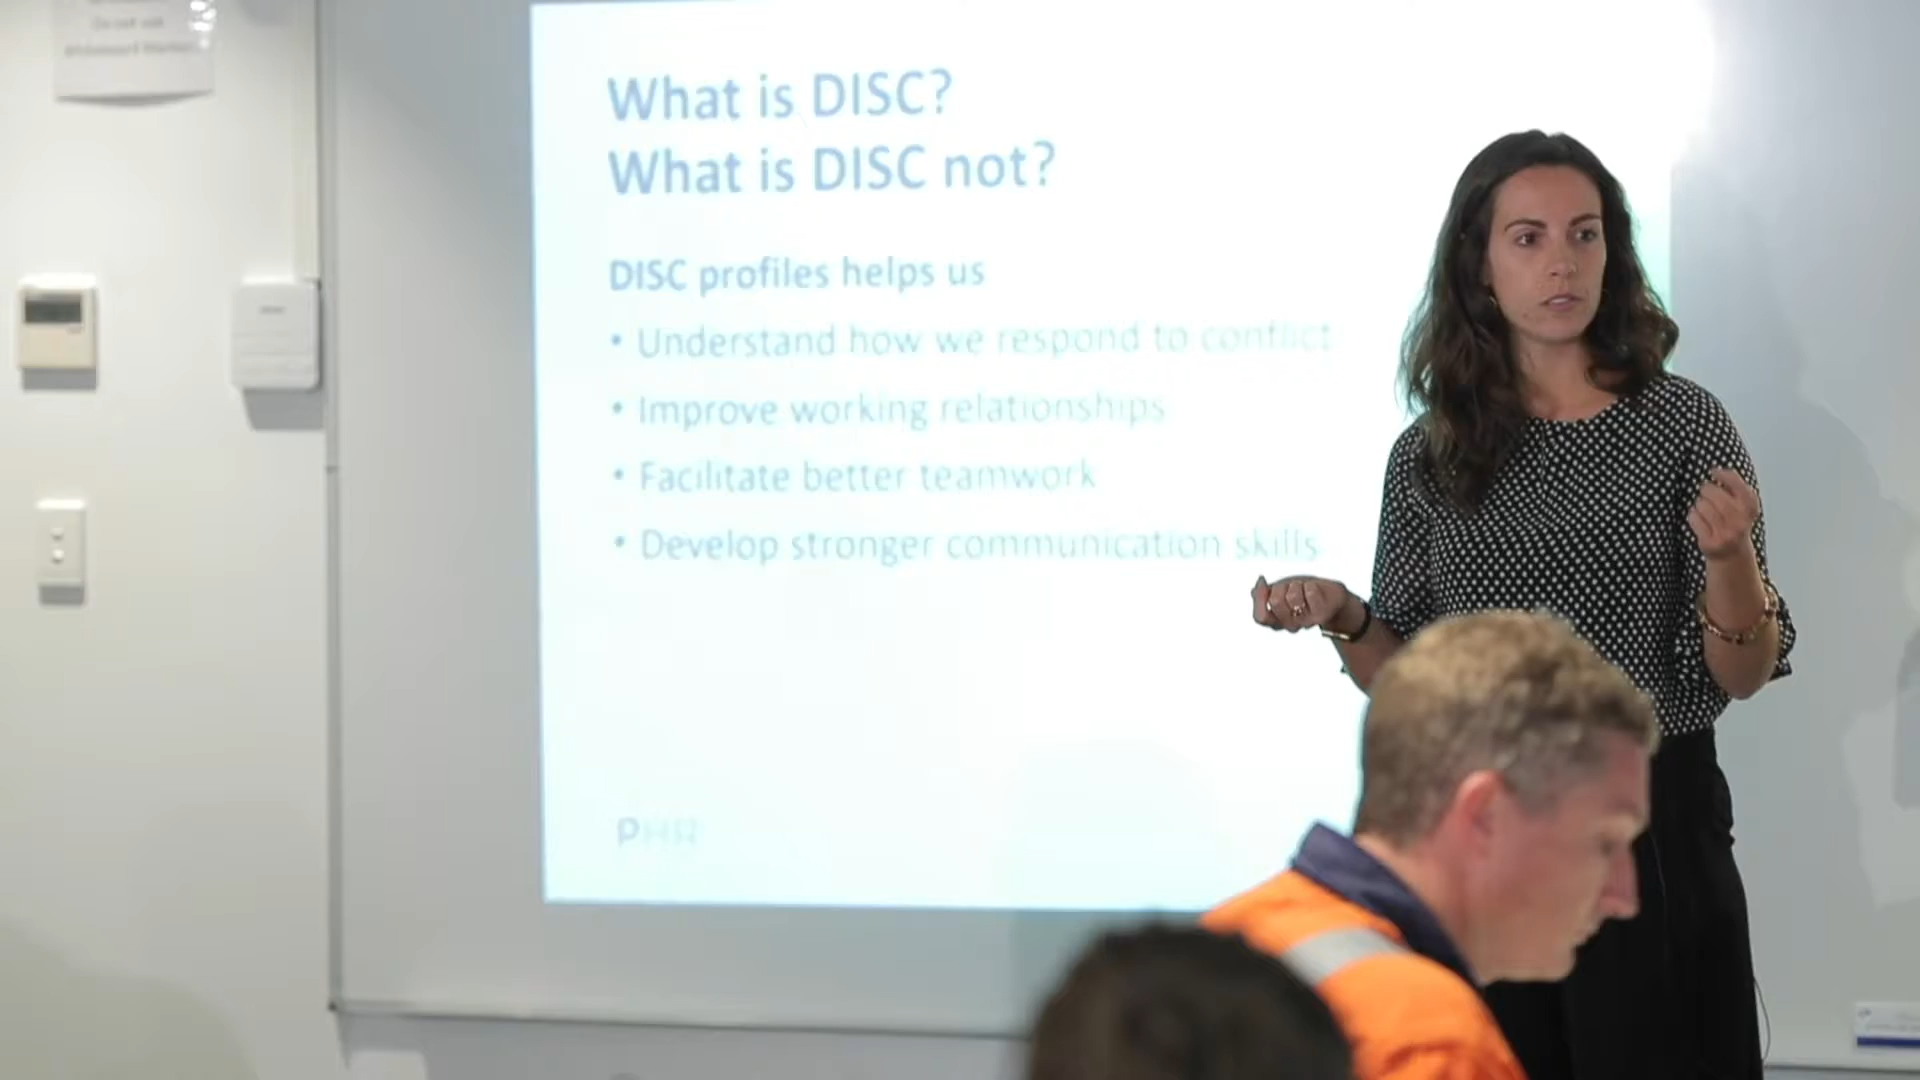 What is DISC?
What is DISC not?
DISC profiles helps us
• Understand how we respond to conflict
• Improve working relationships
• Facilitate better teamwork
• Develop stronger communication skills
PHR